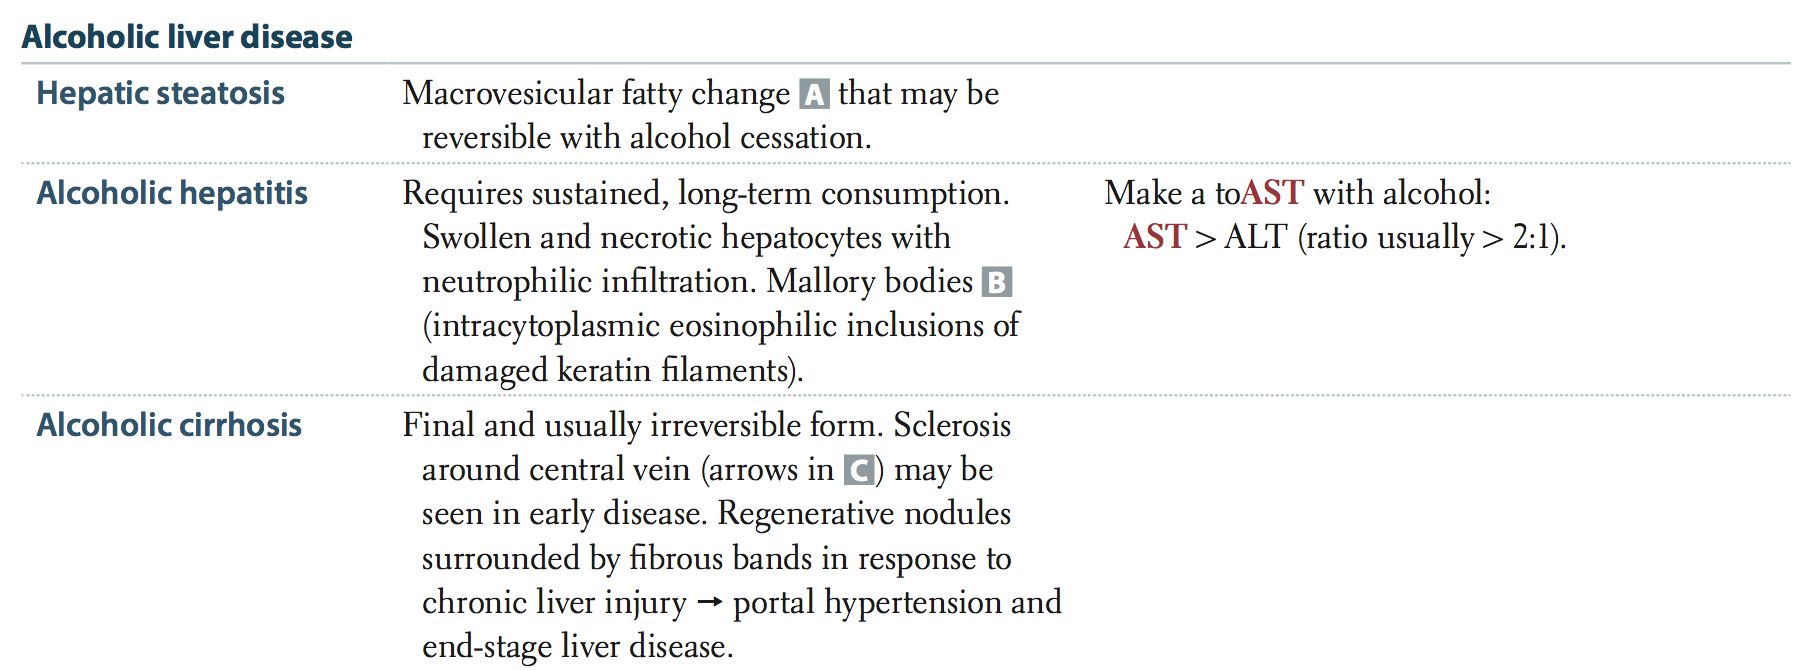 Alcoholic liver disease
Hepatic steatosis
Macrovesicular fatty change A that may be
reversible with alcohol cessation.
Alcoholic hepatitis
Requires sustained, long-term consumption.
Swollen and necrotic hepatocytes with
neutrophilic infiltration. Mallory bodies B
(intracytoplasmic eosinophilic inclusions of
damaged keratin filaments).
Make a toAST with alcohol:
AST > ALT (ratio usually > 2:1).
Alcoholic cirrhosis
Final and usually irreversible form. Sclerosis
around central vein (arrows in C) may be
seen in early disease. Regenerative nodules
surrounded by fibrous bands in response to
chronic liver injury → portal hypertension and
end-stage liver disease.